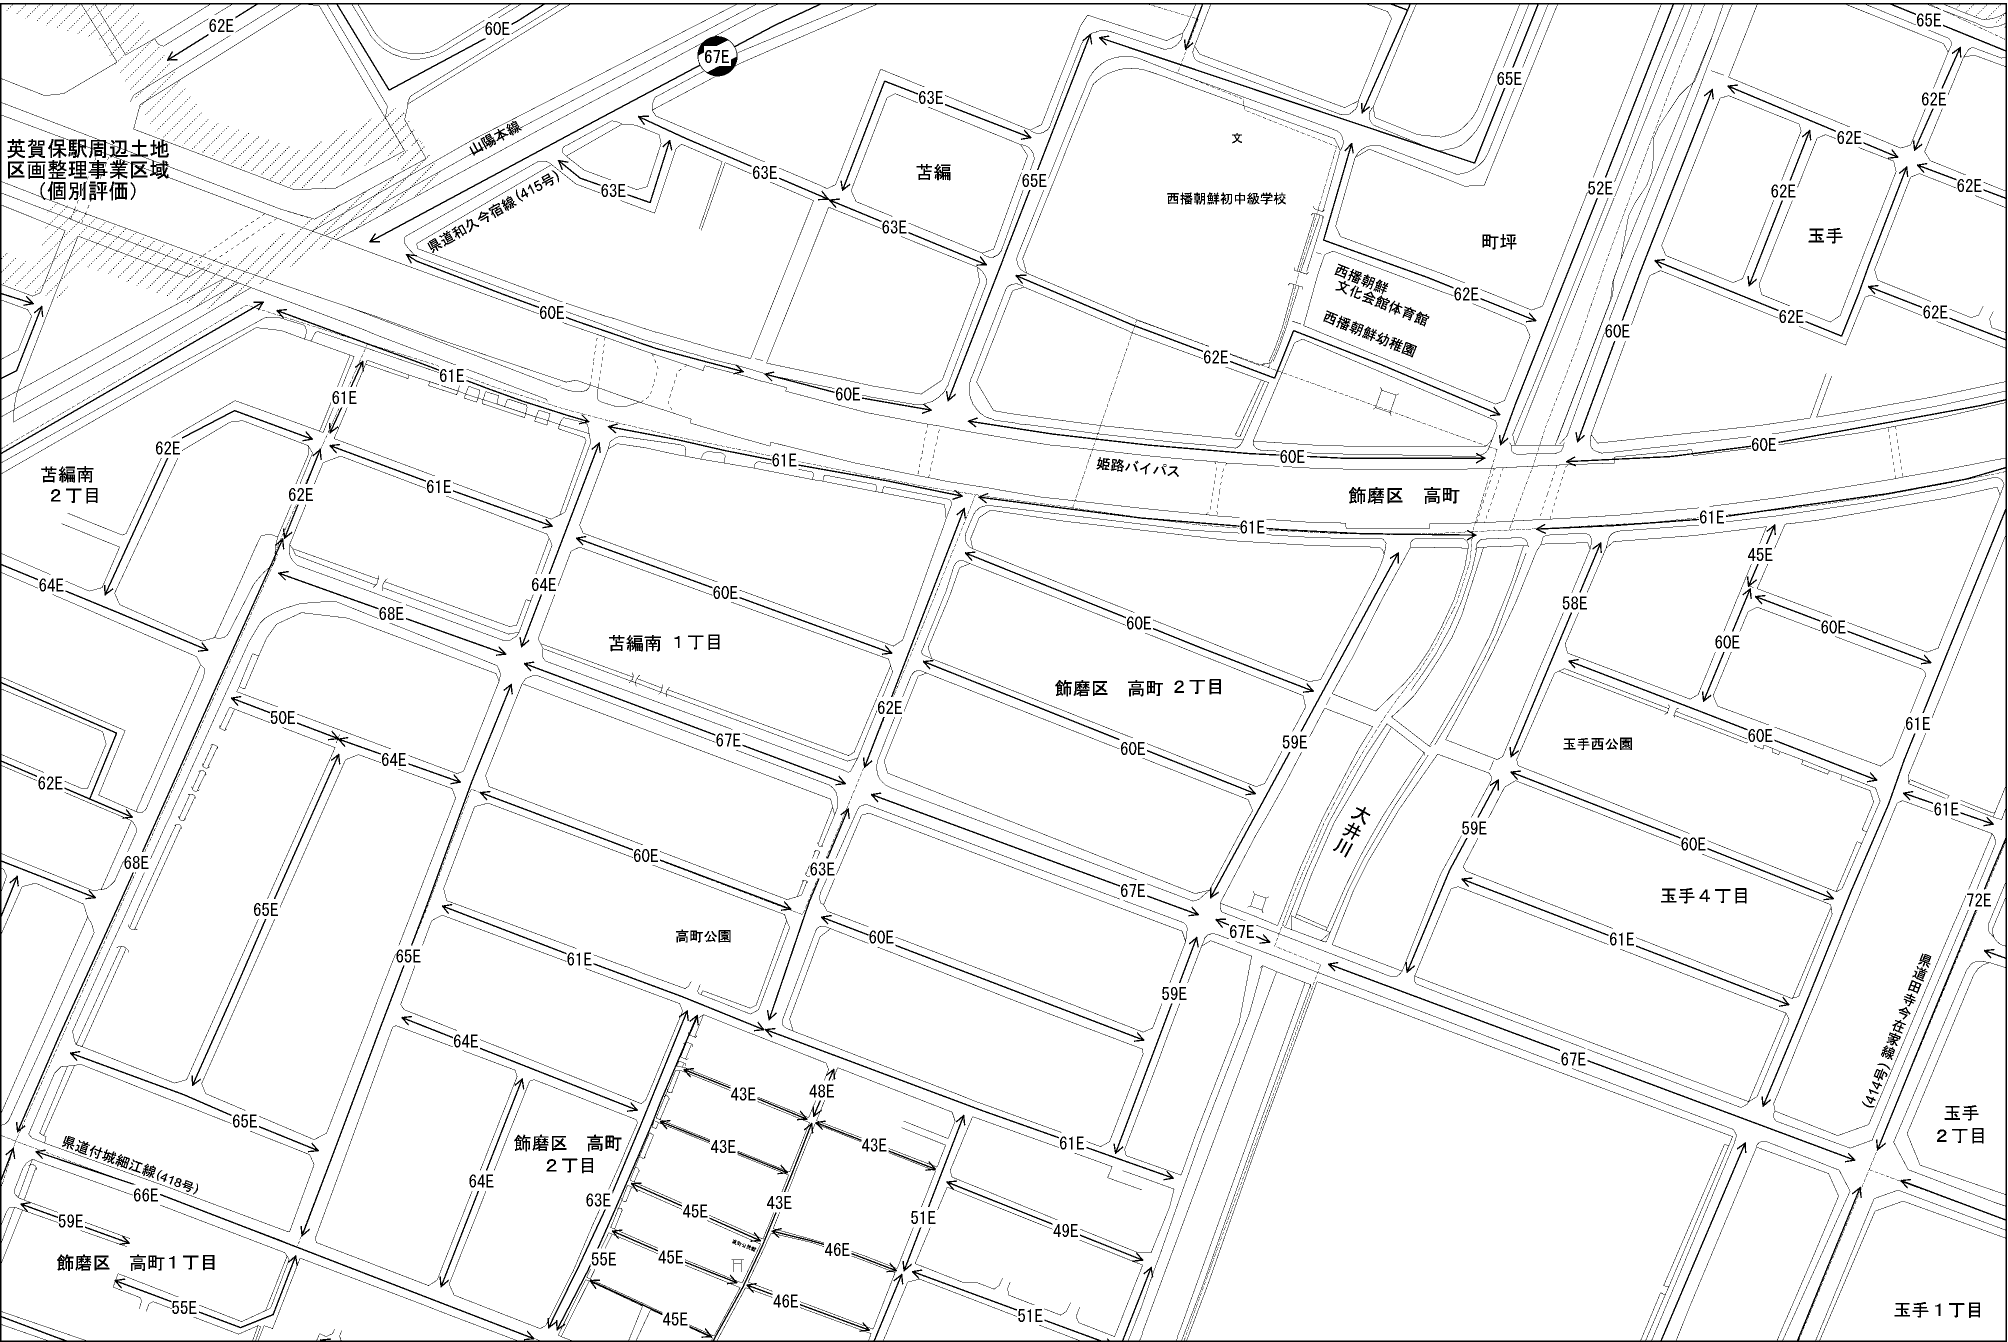 62E
60E
67E
65E
65E
63E
62E
62E
英賀保駅周辺土地
区画整理事業区域
(個別評価)
山陽本線
文
63E
63E
苫編
65E
西播朝鮮初中級学校
52E
62E
62E
県道和久今宿線(415号)
63E
町坪
玉手
60E
西播朝鮮
文化会館体育館
62E
60E
62E
62E
西播朝鮮幼稚園
62E
61E
61E
60E
62E
苫編南
2丁目
61E
61E
60E
姫路バイパス
60E
62E
飾磨区 高町
61E
61E
64E
64E
60E
45E
68E
58E
60E
苫編南 1丁目
60E
60E
飾磨区 高町 2丁目
62E
50E
67E
59E
61E
64E
60E
玉手西公園
60E
62E
61E
大井川
59E
68E
60E
63E
60E
67E
玉手4丁目
72E
65E
高町公園
60E
67E
61E
65E
61E
59E
県道田寺今在家線
(414号)
64E
67E
43E
48E
65E
43E
43E
61E
玉手
2丁目
飾磨区 高町
2丁目
県道付城細江線(418号)
66E
64E
63E
43E
45E
51E
49E
59E
飾磨区 高町1丁目
55E
45E
46E
55E
45E
46E
51E
玉手1丁目